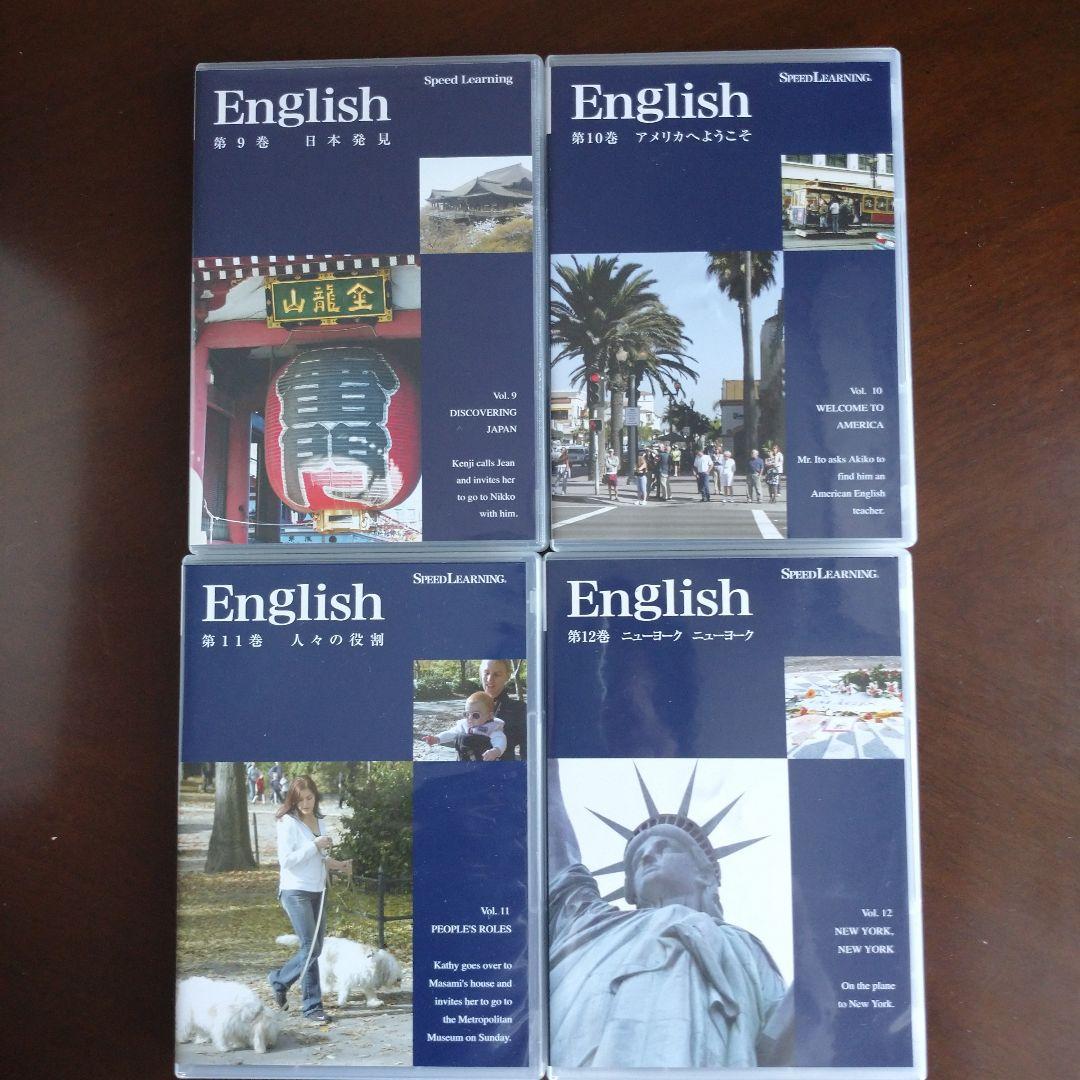 Speed Learning
English
第9巻 日本発見
金龍山
Vol. 9
DISCOVERING
JAPAN
Kenji calls Jean
and invites her
to go to Nikko
with him.
SPEEDLEARNING®
English
第10巻 アメリカへようこそ
Vol. 10
WELCOME TO
AMERICA
Mr. Ito asks Akiko to
find him an
American English
teacher.
SPEEDLEARNING®
English
第11巻 人々の役割
Vol. 11
PEOPLE'S ROLES
Kathy goes over to
Masami's house and
invites her to go to
the Metropolitan
Museum on Sunday.
SPEEDLEARNING®
English
第12巻 ニューヨーク ニューヨーク
Vol. 12
NEW YORK,
NEW YORK
On the plane
to New York.